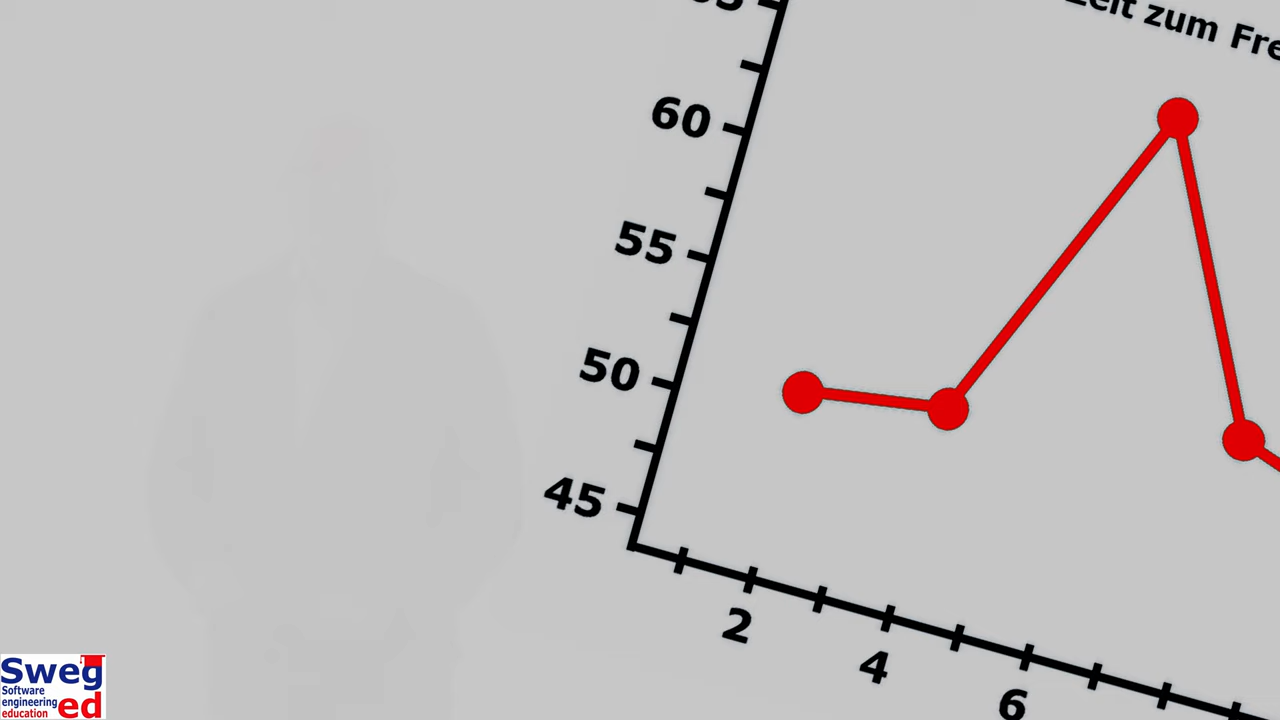 Zeit zum Fre
60
55
50
45
2
4
6
Sweg
Software
engineering
education
ed